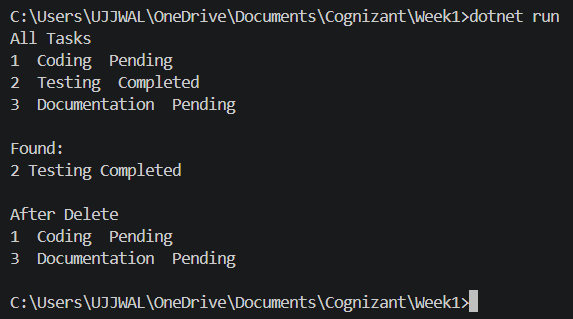 C:\Users\UJJWAL\OneDrive\Documents\Cognizant\Week1>dotnet run
All Tasks
1  Coding  Pending
2  Testing  Completed
3  Documentation  Pending

Found:
2 Testing Completed

After Delete
1  Coding  Pending
3  Documentation  Pending

C:\Users\UJJWAL\OneDrive\Documents\Cognizant\Week1>